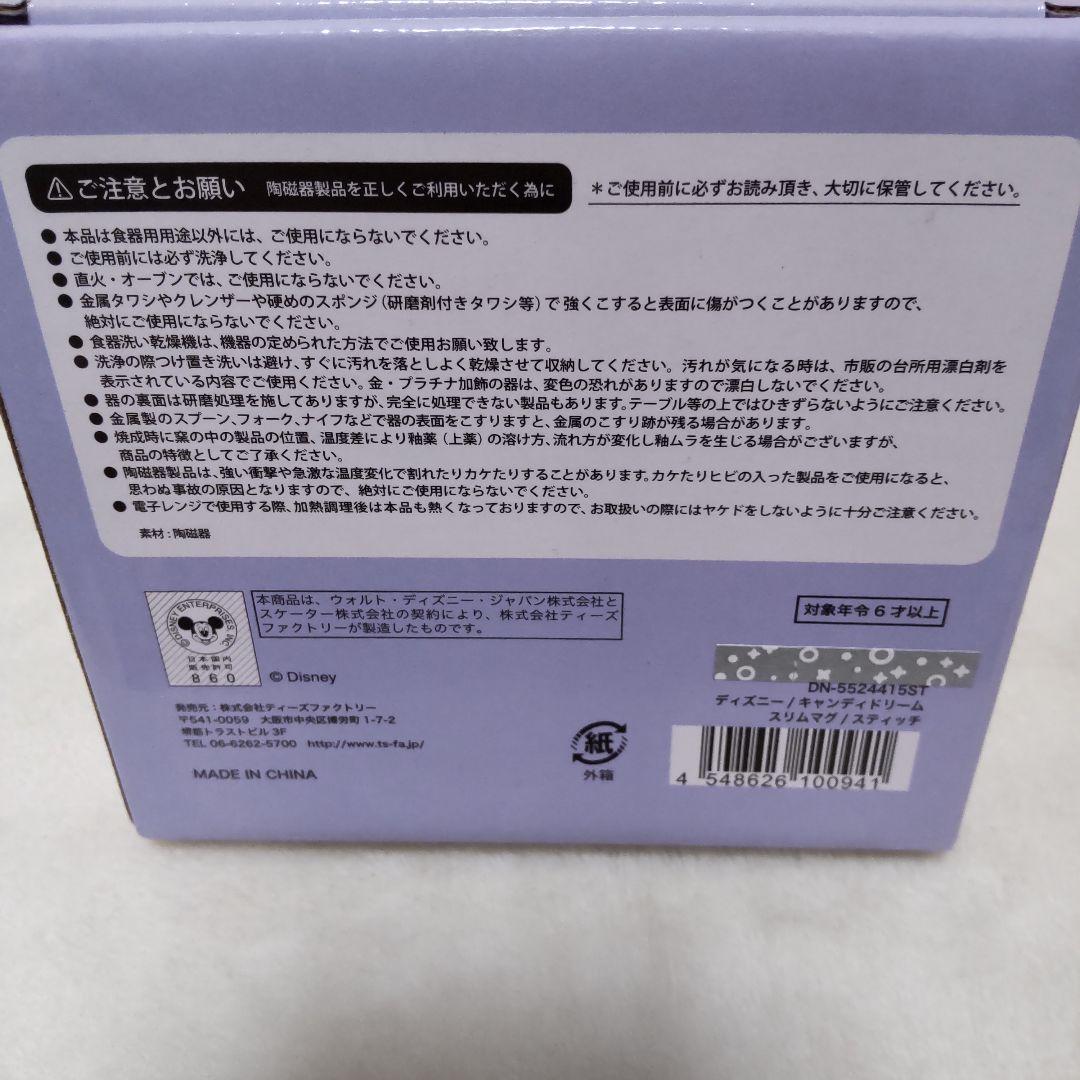 ⚠ご注意とお願い 陶磁器製品を正しくご利用いただく為に
＊ご使用前に必ずお読み頂き、大切に保管してください。
● 本品は食器用用途以外には、ご使用にならないでください。
● ご使用前には必ず洗浄してください。
● 直火・オーブンでは、ご使用にならないでください。
● 金属タワシやクレンザーや硬めのスポンジ（研磨剤付きタワシ等）で強くこすると表面に傷がつくことがありますので、
絶対にご使用にならないでください。
● 食器洗い乾燥機は、機器の定められた方法でご使用お願い致します。
● 洗浄の際つけ置き洗いは避け、すぐに汚れを落としよく乾燥させて収納してください。汚れが気になる時は、市販の台所用漂白剤を
表示されている内容でご使用ください。金・プラチナ加飾の器は、変色の恐れがありますので漂白しないでください。
● 器の裏面は研磨処理を施してありますが、完全に処理できない製品もあります。テーブル等の上ではひきずらないようにご注意ください。
● 金属製のスプーン、フォーク、ナイフなどで器の表面をこすりますと、金属のこすり跡が残る場合があります。
● 焼成時に窯の中の製品の位置、温度差により釉薬（上薬）の溶け方、流れ方が変化し釉ムラを生じる場合がございますが、
商品の特徴としてご了承ください。
● 陶磁器製品は、強い衝撃や急激な温度変化で割れたりカケたりすることがあります。カケたりヒビの入った製品をご使用になると、
思わぬ事故の原因となりますので、絶対にご使用にならないでください。
● 電子レンジで使用する際、加熱調理後は本品も熱くなっておりますので、お取扱いの際にはヤケドをしないように十分ご注意ください。
素材：陶磁器
©DISNEY ENTERPRISES, INC.
日本国内
販売許可
860
© Disney
本商品は、ウォルト・ディズニー・ジャパン株式会社と
スケーター株式会社の契約により、株式会社ティーズ
ファクトリーが製造したものです。
対象年令6才以上
発売元：株式会社ティーズファクトリー
〒541-0059 大阪市中央区博労町1-7-2
堺筋トラストビル3F
TEL 06-6262-5700 http://www.ts-fa.jp/
MADE IN CHINA
紙
外箱
DN-5524415ST
ディズニー/キャンディドリーム
スリムマグ/スティッチ
4 548626 100941